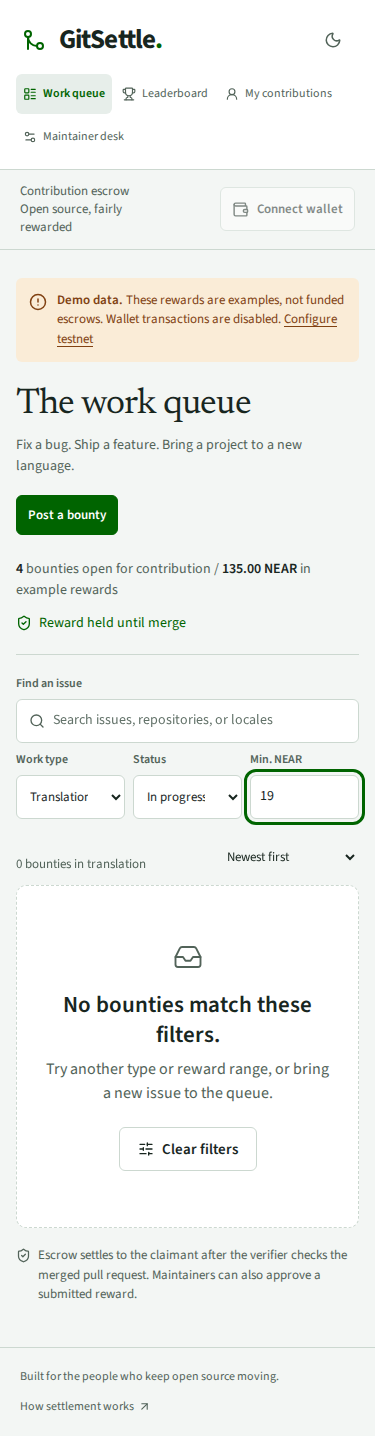 GitSettle.
Work queue
Leaderboard
My contributions
Maintainer desk
Contribution escrow
Open source, fairly
rewarded
Connect wallet
Demo data. These rewards are examples, not funded
escrows. Wallet transactions are disabled. Configure
testnet
The work queue
Fix a bug. Ship a feature. Bring a project to a new
language.
Post a bounty
4 bounties open for contribution / 135.00 NEAR in
example rewards
Reward held until merge
Find an issue
Search issues, repositories, or locales
Work type
Status
Min. NEAR
Translation
In progress
19
0 bounties in translation
Newest first
No bounties match these
filters.
Try another type or reward range, or bring
a new issue to the queue.
Clear filters
Escrow settles to the claimant after the verifier checks the
merged pull request. Maintainers can also approve a
submitted reward.
Built for the people who keep open source moving.
How settlement works